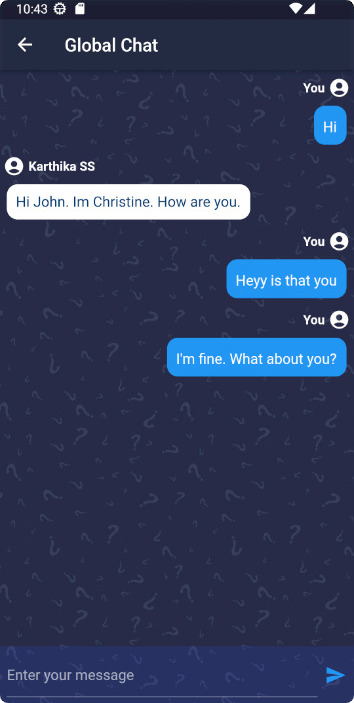 10:43
Global Chat
You
Hi
Karthika SS
Hi John. Im Christine. How are you.
You
Heyy is that you
You
I'm fine. What about you?
Enter your message